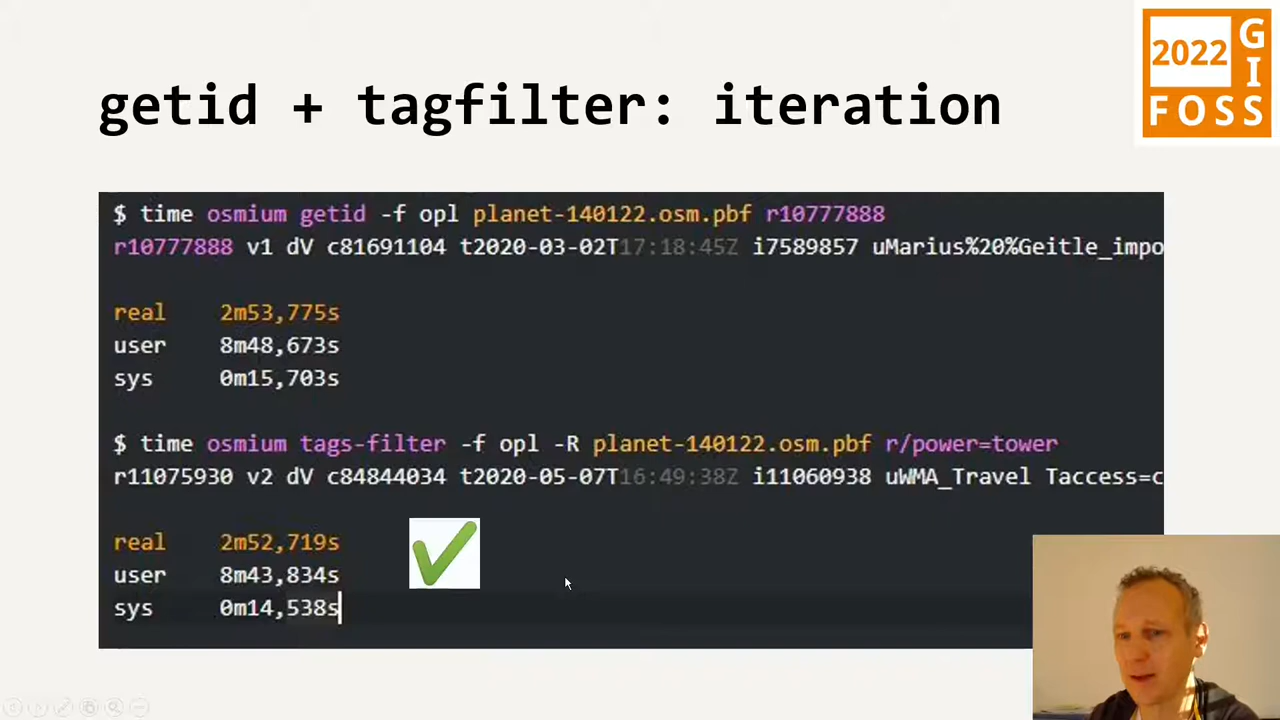 2022 G
I
FOSS
getid + tagfilter: iteration
$ time osmium getid -f opl planet-140122.osm.pbf r10777888
r10777888 v1 dV c81691104 t2020-03-02T17:18:45Z i7589857 uMarius%20%Geitle_impo
real 2m53,775s
user 8m48,673s
sys 0m15,703s
$ time osmium tags-filter -f opl -R planet-140122.osm.pbf r/power=tower
r11075930 v2 dV c84844034 t2020-05-07T16:49:38Z i11060938 uWMA_Travel Taccess=c
real 2m52,719s
user 8m43,834s
sys 0m14,538s